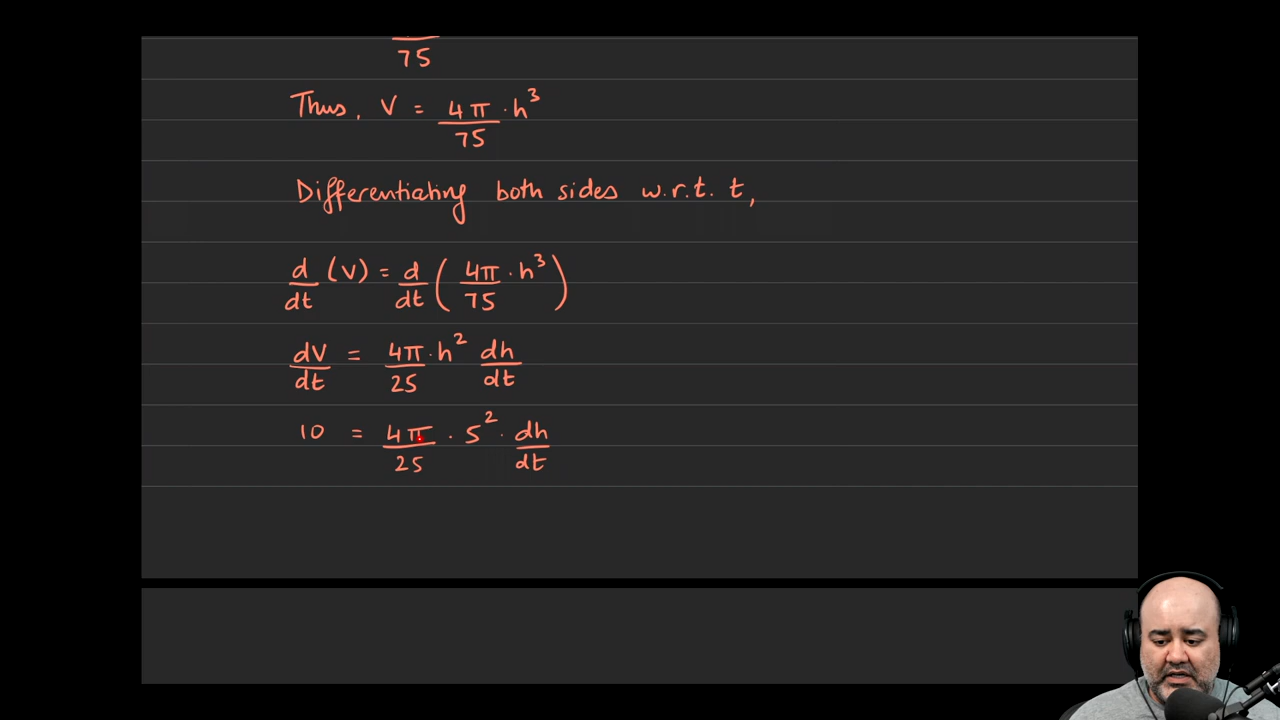 75
Thus, V = 4π/75 · h³
Differentiating both sides w.r.t. t,
d/dt (V) = d/dt ( 4π/75 · h³ )
dV/dt = 4π/25 · h² dh/dt
10 = 4π/25 · 5² · dh/dt